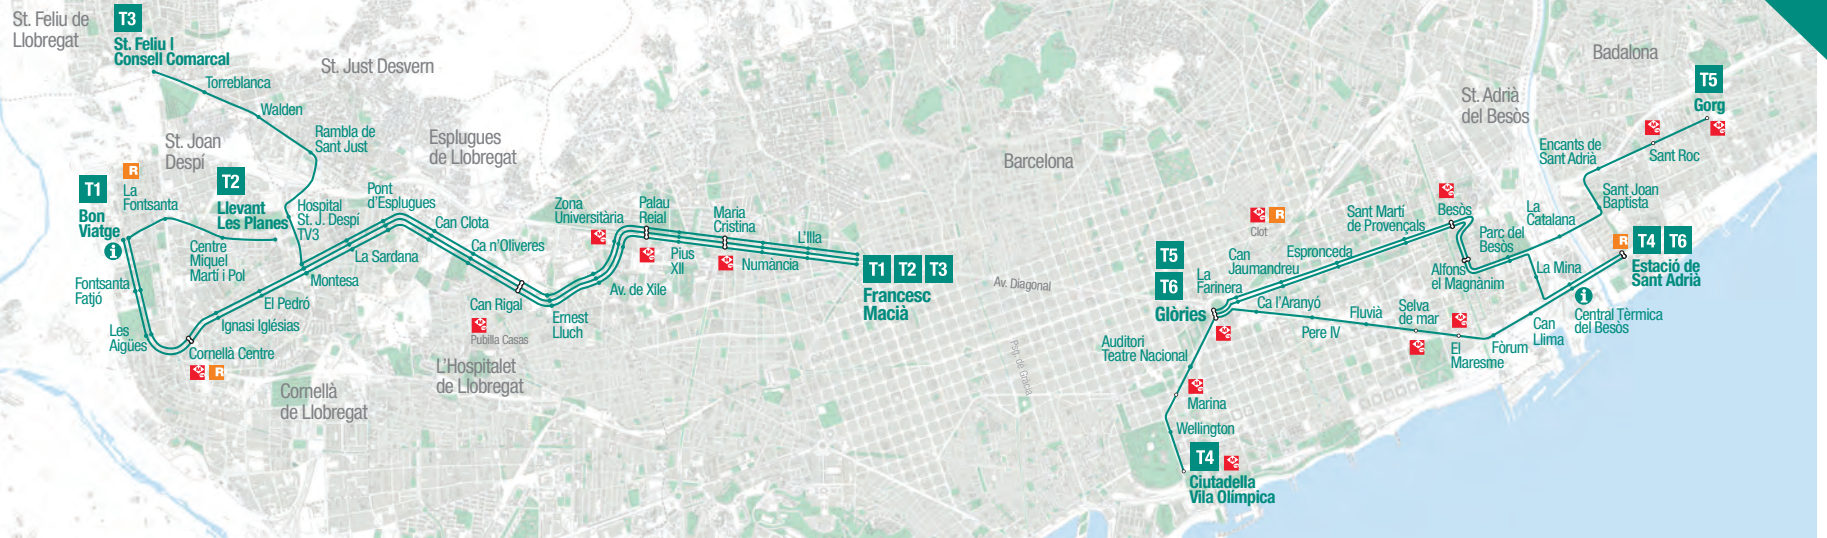 St. Feliu de
Llobregat
T3
St. Feliu |
Consell Comarcal
Torreblanca
Walden
Rambla de
Sant Just
St. Just Desvern
St. Joan
Despí
Esplugues
de Llobregat
R
La
Fontsanta
T1
Bon
Viatge
i
T2
Llevant
Les Planes
Centre
Miquel
Martí i Pol
Hospital
St. J. Despí
TV3
Fontsanta
Fatjó
Les
Aigües
Cornellà Centre
R
Ignasi Iglésias
El Pedró
Montesa
La Sardana
Pont
d'Esplugues
Can Clota
Ca n'Oliveres
Can Rigal
Pubilla Casas
Ernest
Lluch
Av. de Xile
Zona
Universitària
Palau
Reial
Pius
XII
Maria
Cristina
Numància
L'Illa
T1 T2 T3
Francesc
Macià
Cornellà
de Llobregat
L'Hospitalet
de Llobregat
Barcelona
Av. Diagonal
Psg. de Gràcia
T5
T6
Glòries
La
Farinera
Can
Jaumandreu
Espronceda
Sant Martí
de Provençals
Besòs
R
Clot
Alfons
el Magnànim
Parc del
Besòs
La
Catalana
Sant Joan
Baptista
Encants de
Sant Adrià
Sant Roc
T5
Gorg
Badalona
St. Adrià
del Besòs
La Mina
R
T4 T6
Estació de
Sant Adrià
i
Central Tèrmica
del Besòs
Can
Llima
Fòrum
El
Maresme
Selva
de mar
Fluvià
Pere IV
Ca l'Aranyó
Auditori
Teatre Nacional
Marina
Wellington
T4
Ciutadella
Vila Olímpica